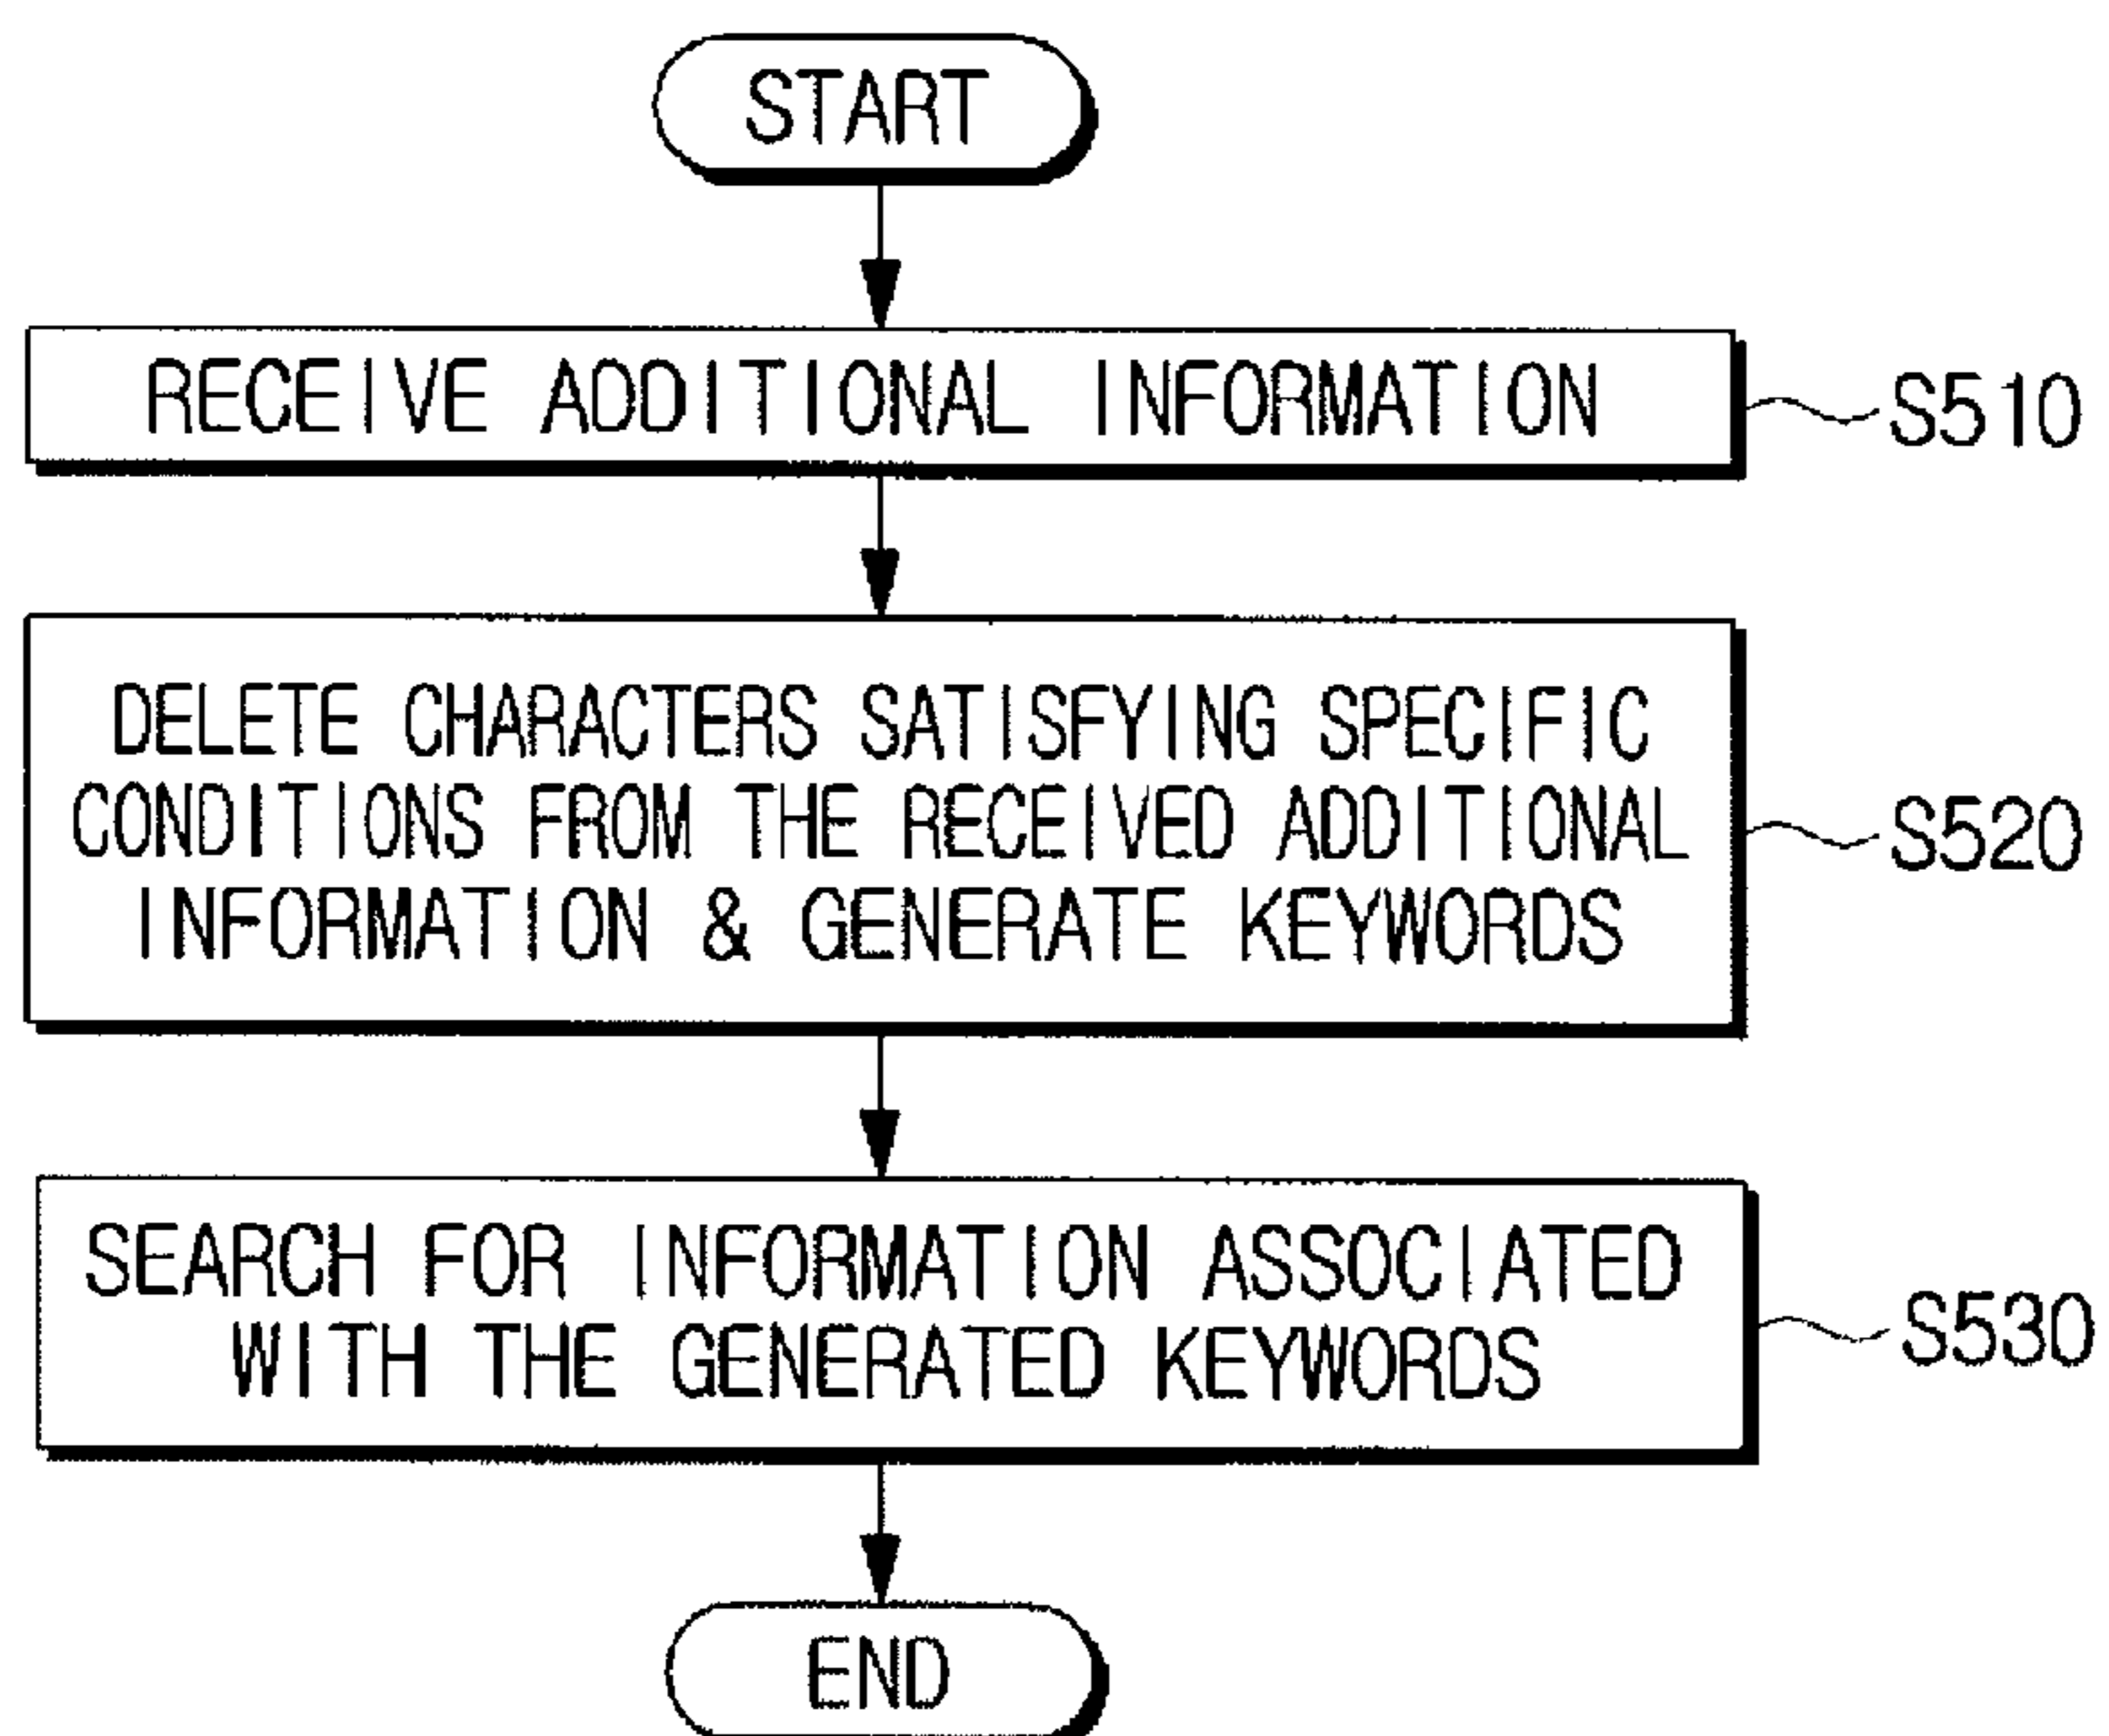 START
RECEIVE ADDITIONAL INFORMATION
S510
DELETE CHARACTERS SATISFYING SPECIFIC
CONDITIONS FROM THE RECEIVED ADDITIONAL
INFORMATION & GENERATE KEYWORDS
S520
SEARCH FOR INFORMATION ASSOCIATED
WITH THE GENERATED KEYWORDS
S530
END